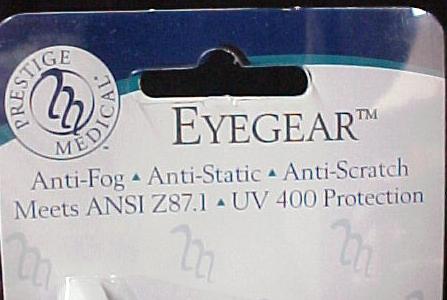 PRESTIGE
MEDICAL
EYEGEAR™
Anti-Fog ▲ Anti-Static ▲ Anti-Scratch
Meets ANSI Z87.1 ▲ UV 400 Protection